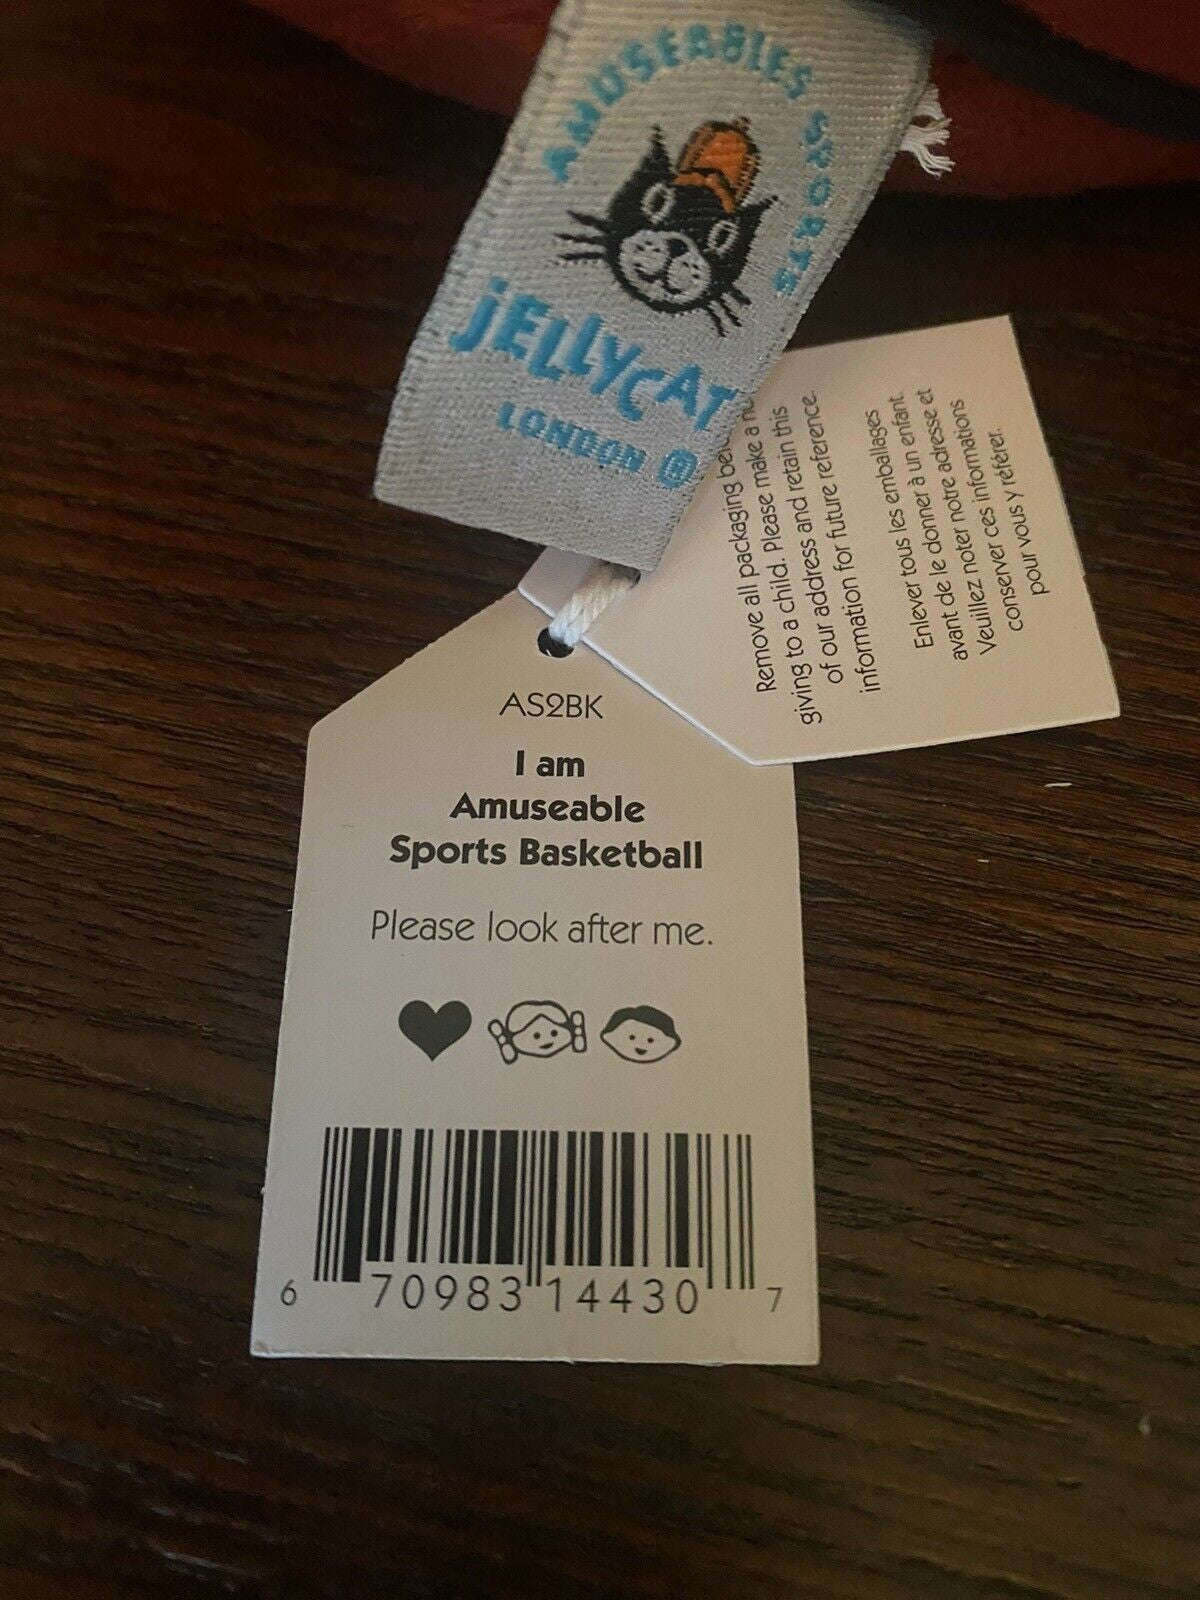 AMUSEABLES SPORTS
JELLYCAT
LONDON ®
Remove all packaging
giving to a child. Please make a
of our address and retain this
information for future reference.
Enlever tous les emballages
avant de le donner à un enfant.
Veuillez noter notre adresse et
conserver ces informations
pour vous y référer.
AS2BK
I am
Amuseable
Sports Basketball
Please look after me.
6 70983 14430 7